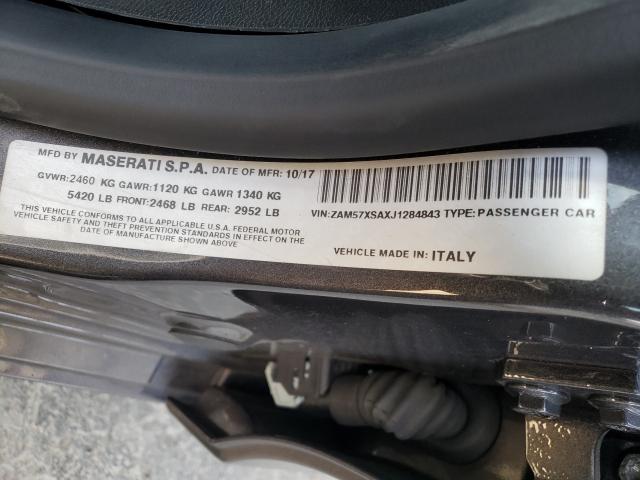 MFD BY MASERATI S.P.A. DATE OF MFR: 10/17
GVWR:2460 KG GAWR:1120 KG GAWR 1340 KG
5420 LB FRONT:2468 LB REAR: 2952 LB
THIS VEHICLE CONFORMS TO ALL APPLICABLE U.S.A. FEDERAL MOTOR
VEHICLE SAFETY AND THEFT PREVENTION STANDARDS IN EFFECT ON THE
DATE OF MANUFACTURE SHOWN ABOVE
VIN:ZAM57XSAXJ1284843 TYPE: PASSENGER CAR
VEHICLE MADE IN: ITALY